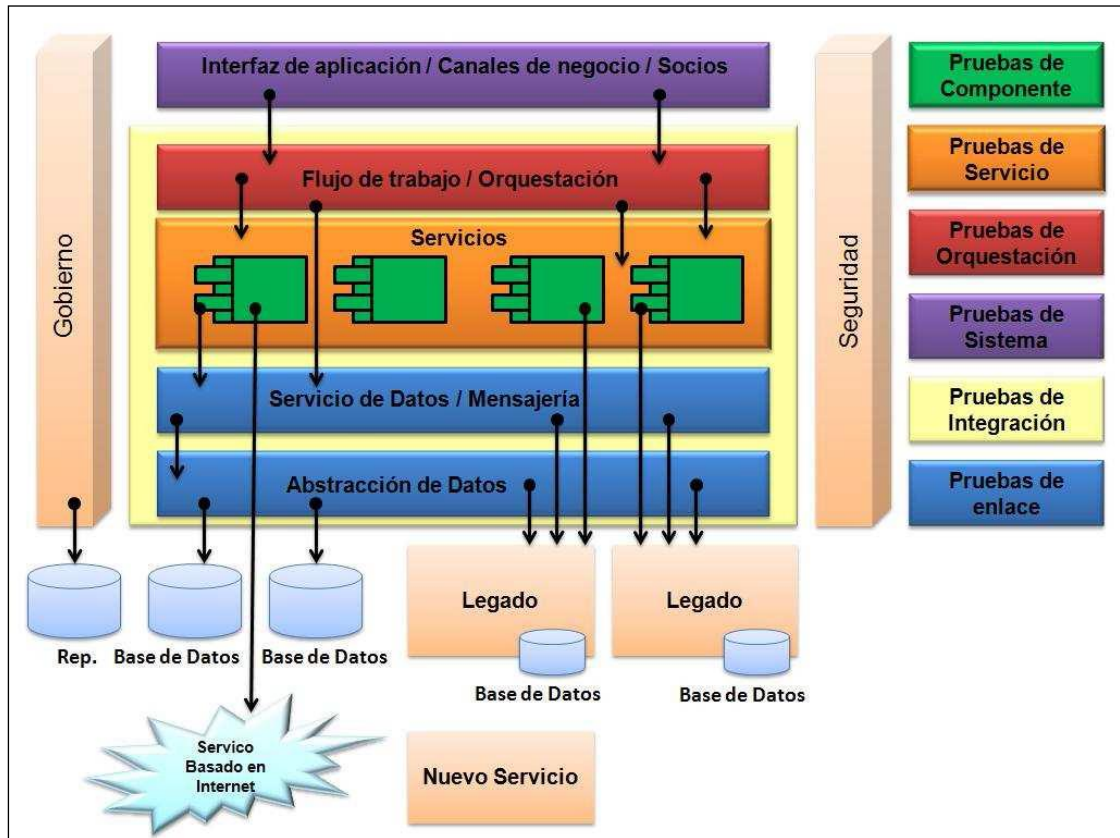 Gobierno
Interfaz de aplicación / Canales de negocio / Socios
Flujo de trabajo / Orquestación
Servicios
Servicio de Datos / Mensajería
Abstracción de Datos
Seguridad
Pruebas de
Componente
Pruebas de
Servicio
Pruebas de
Orquestación
Pruebas de
Sistema
Pruebas de
Integración
Pruebas de
enlace
Rep.
Base de Datos
Base de Datos
Legado
Base de Datos
Legado
Base de Datos
Servico
Basado en
Internet
Nuevo Servicio